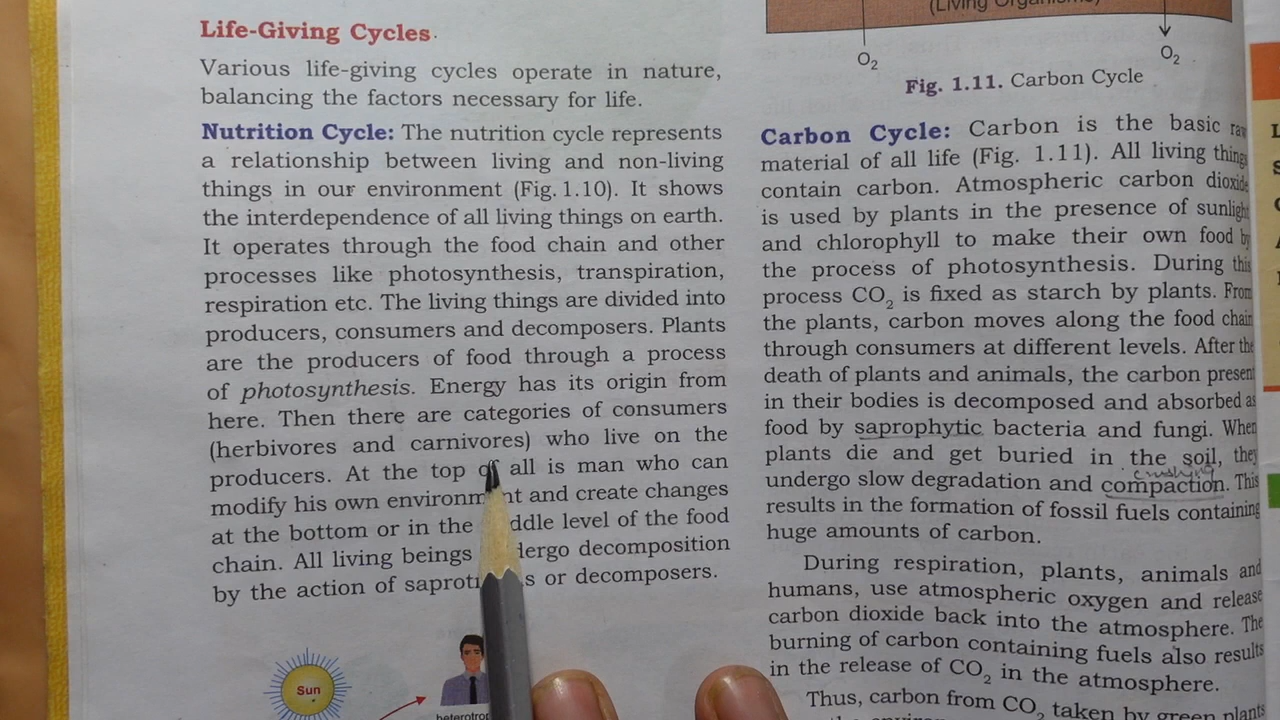 Life-Giving Cycles
Various life-giving cycles operate in nature,
balancing the factors necessary for life.
Nutrition Cycle: The nutrition cycle represents
a relationship between living and non-living
things in our environment (Fig. 1.10). It shows
the interdependence of all living things on earth.
It operates through the food chain and other
processes like photosynthesis, transpiration,
respiration etc. The living things are divided into
producers, consumers and decomposers. Plants
are the producers of food through a process
of photosynthesis. Energy has its origin from
here. Then there are categories of consumers
(herbivores and carnivores) who live on the
producers. At the top of all is man who can
modify his own environment and create changes
at the bottom or in the middle level of the food
chain. All living beings undergo decomposition
by the action of or decomposers.
Sun
(Living Organisms)
O₂
O₂
Fig. 1.11. Carbon Cycle
Carbon Cycle: Carbon is the basic raw
material of all life (Fig. 1.11). All living things
contain carbon. Atmospheric carbon dioxide
is used by plants in the presence of sunlight
and chlorophyll to make their own food by
the process of photosynthesis. During this
process CO₂ is fixed as starch by plants. From
the plants, carbon moves along the food chain
through consumers at different levels. After the
death of plants and animals, the carbon present
in their bodies is decomposed and absorbed as
food by saprophytic bacteria and fungi. When
plants die and get buried in the soil, they
crushing
undergo slow degradation and compaction. This
results in the formation of fossil fuels containing
huge amounts of carbon.
During respiration, plants, animals and
humans, use atmospheric oxygen and release
carbon dioxide back into the atmosphere. The
burning of carbon containing fuels also results
in the release of CO₂ in the atmosphere.
Thus, carbon from CO₂ taken by green plants